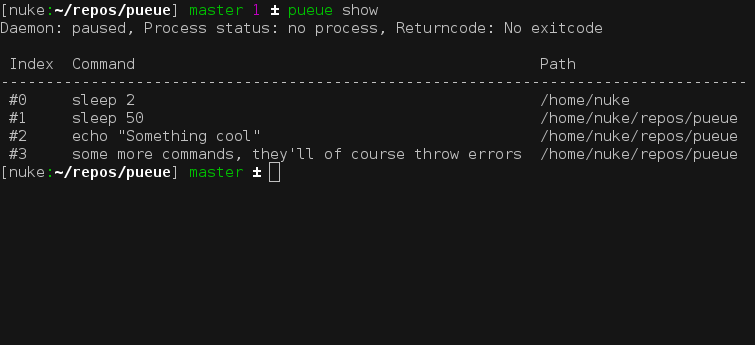 [nuke:~/repos/pueue] master 1 ± pueue show
Daemon: paused, Process status: no process, Returncode: No exitcode
Index Command Path
-----------------------------------------------------------------------------------
#0 sleep 2 /home/nuke
#1 sleep 50 /home/nuke/repos/pueue
#2 echo "Something cool" /home/nuke/repos/pueue
#3 some more commands, they'll of course throw errors /home/nuke/repos/pueue
[nuke:~/repos/pueue] master ±